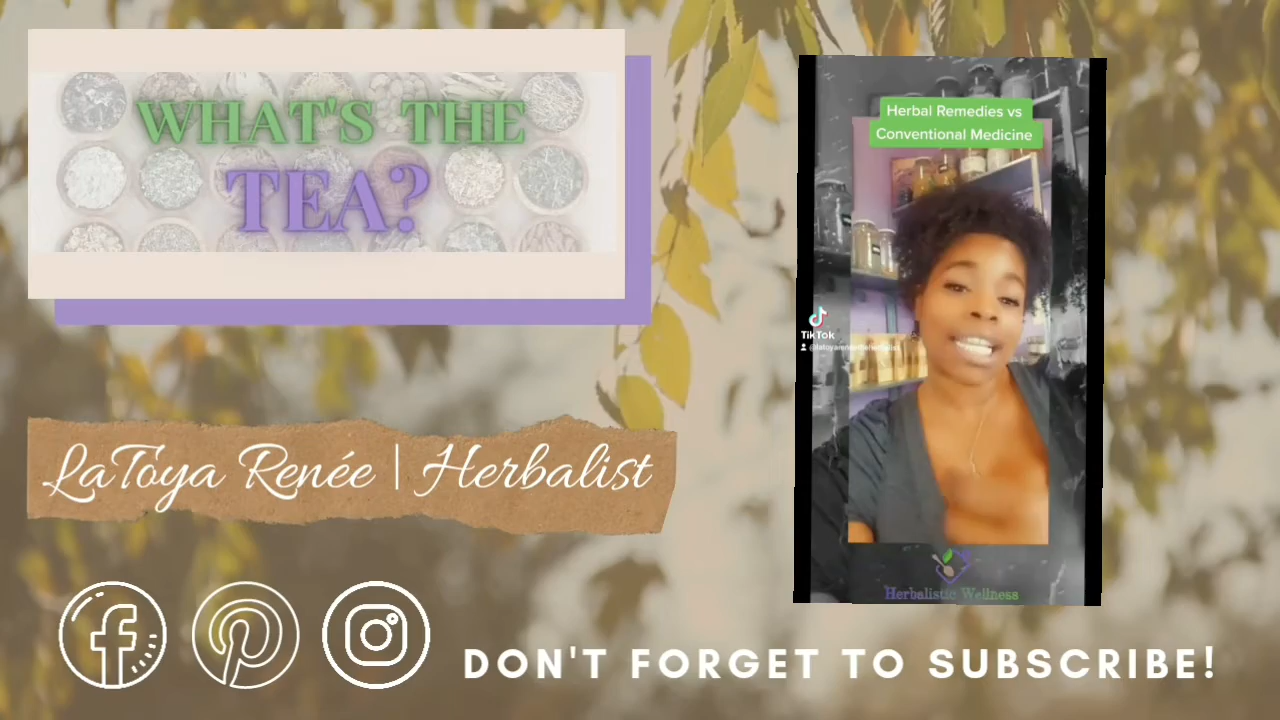 WHAT'S THE
TEA?
Herbal Remedies vs
Conventional Medicine
TikTok
LaToya Renée | Herbalist
Herbalistic Wellness
DON'T FORGET TO SUBSCRIBE!